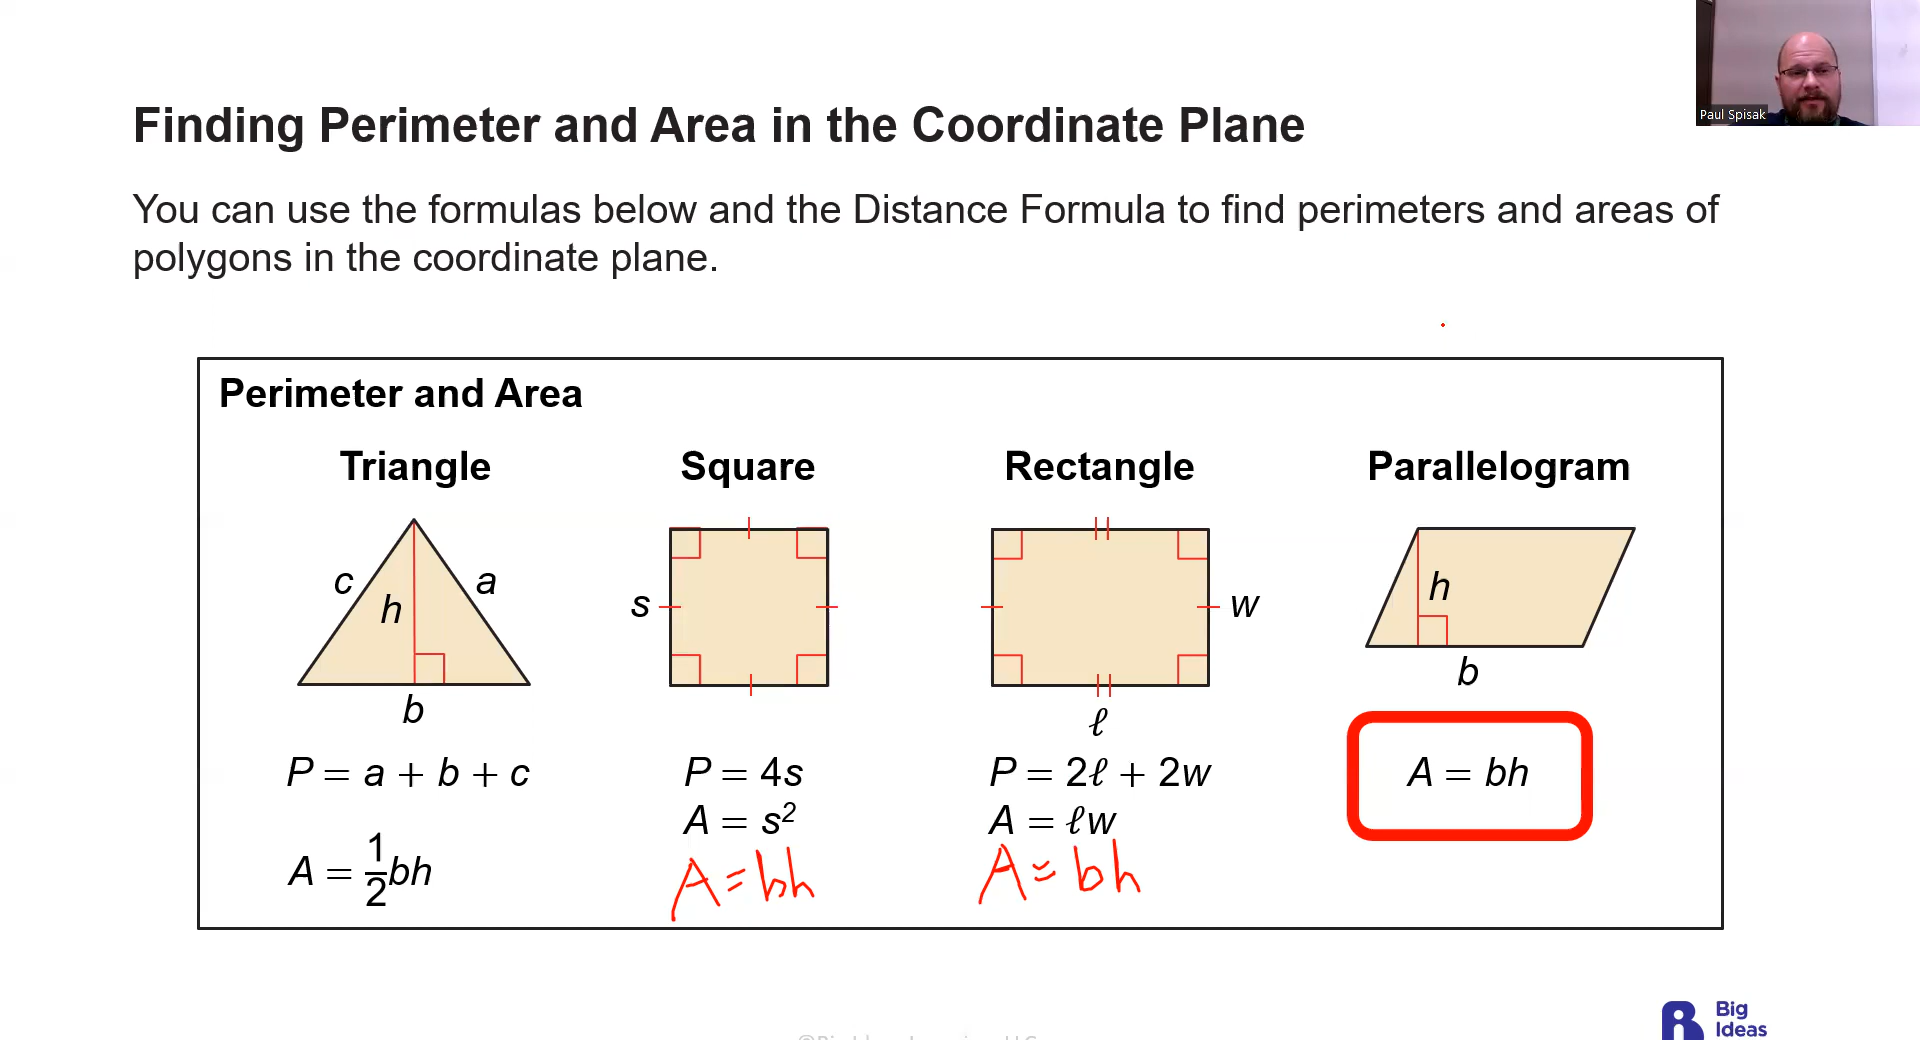 Paul Spisak
Finding Perimeter and Area in the Coordinate Plane
You can use the formulas below and the Distance Formula to find perimeters and areas of
polygons in the coordinate plane.
Perimeter and Area
Triangle
c
h
a
b
P = a + b + c
A = 1/2 bh
Square
s
P = 4s
A = s²
A = bh
Rectangle
w
ℓ
P = 2ℓ + 2w
A = ℓw
A = bh
Parallelogram
h
b
A = bh
Big
Ideas